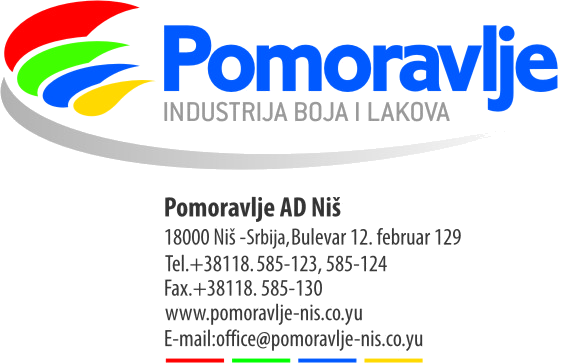 Pomoravlje
INDUSTRIJA BOJA I LAKOVA
Pomoravlje AD Niš
18000 Niš -Srbija,Bulevar 12. februar 129
Tel.+38118.585-123, 585-124
Fax.+38118. 585-130
www.pomoravlje-nis.co.yu
E-mail:office@pomoravlje-nis.co.yu